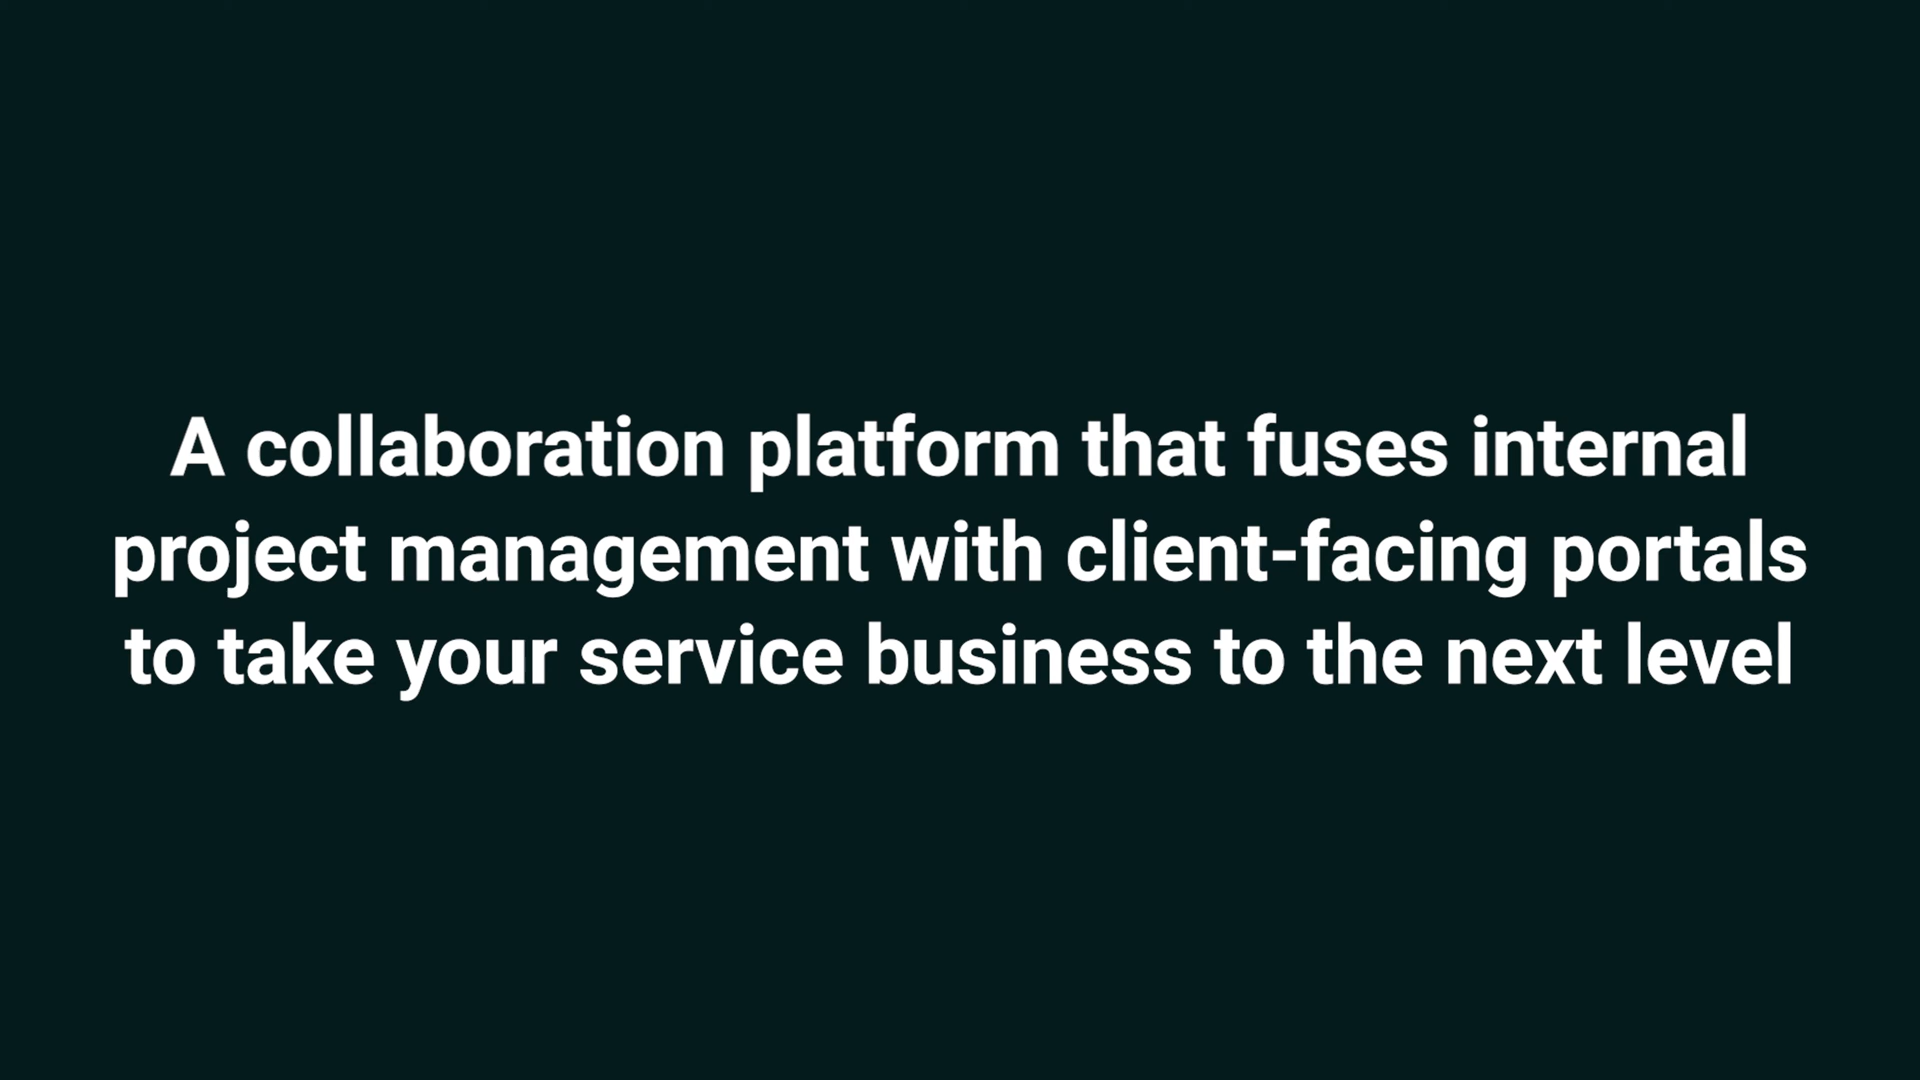 A collaboration platform that fuses internal
project management with client-facing portals
to take your service business to the next level